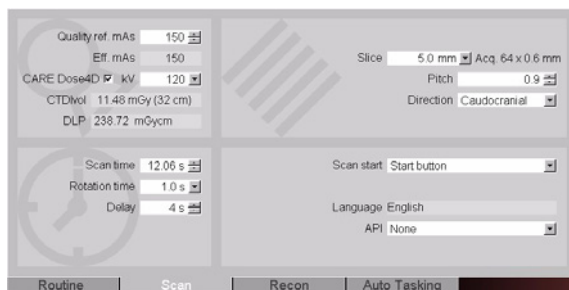 Quality ref. mAs 150
Eff. mAs 150
CARE Dose4D kV 120
CTDIvol 11.48 mGy (32 cm)
DLP 238.72 mGycm
Slice 5.0 mm Acq. 64 x 0.6 mm
Pitch 0.9
Direction Caudocranial
Scan time 12.06 s
Rotation time 1.0 s
Delay 4 s
Scan start Start button
Language English
API None
Routine Scan Recon Auto Tasking